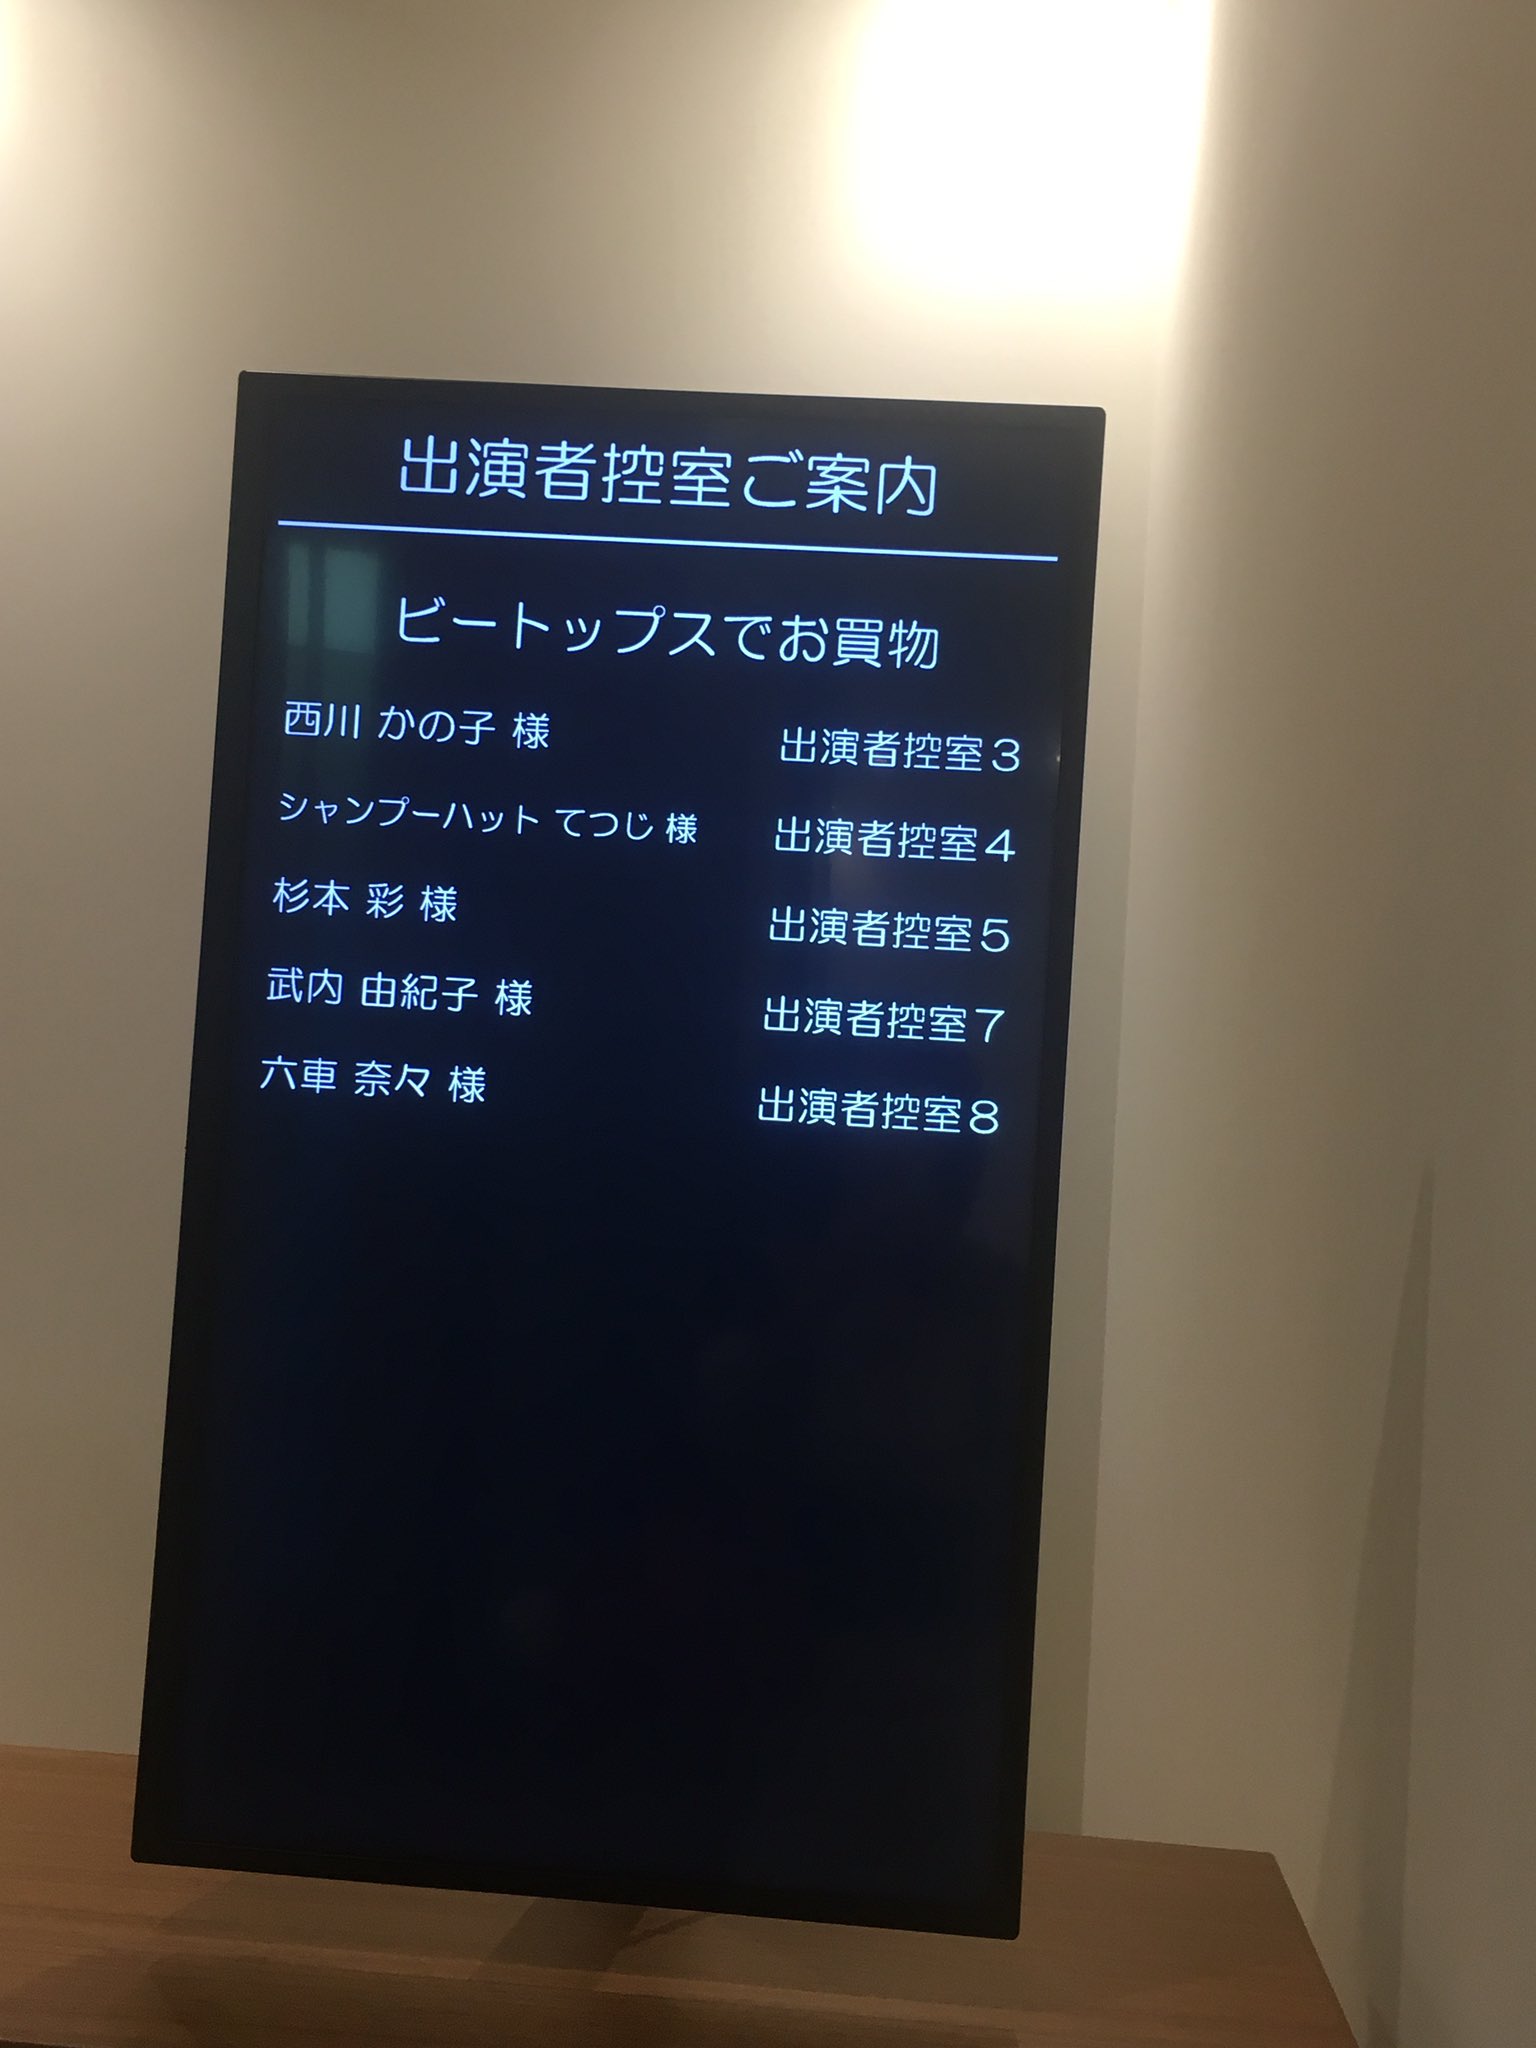 出演者控室ご案内
ビートップスでお買物
西川 かの子 様 出演者控室3
シャンプーハット てつじ 様 出演者控室4
杉本 彩 様 出演者控室5
武内 由紀子 様 出演者控室7
六車 奈々 様 出演者控室8